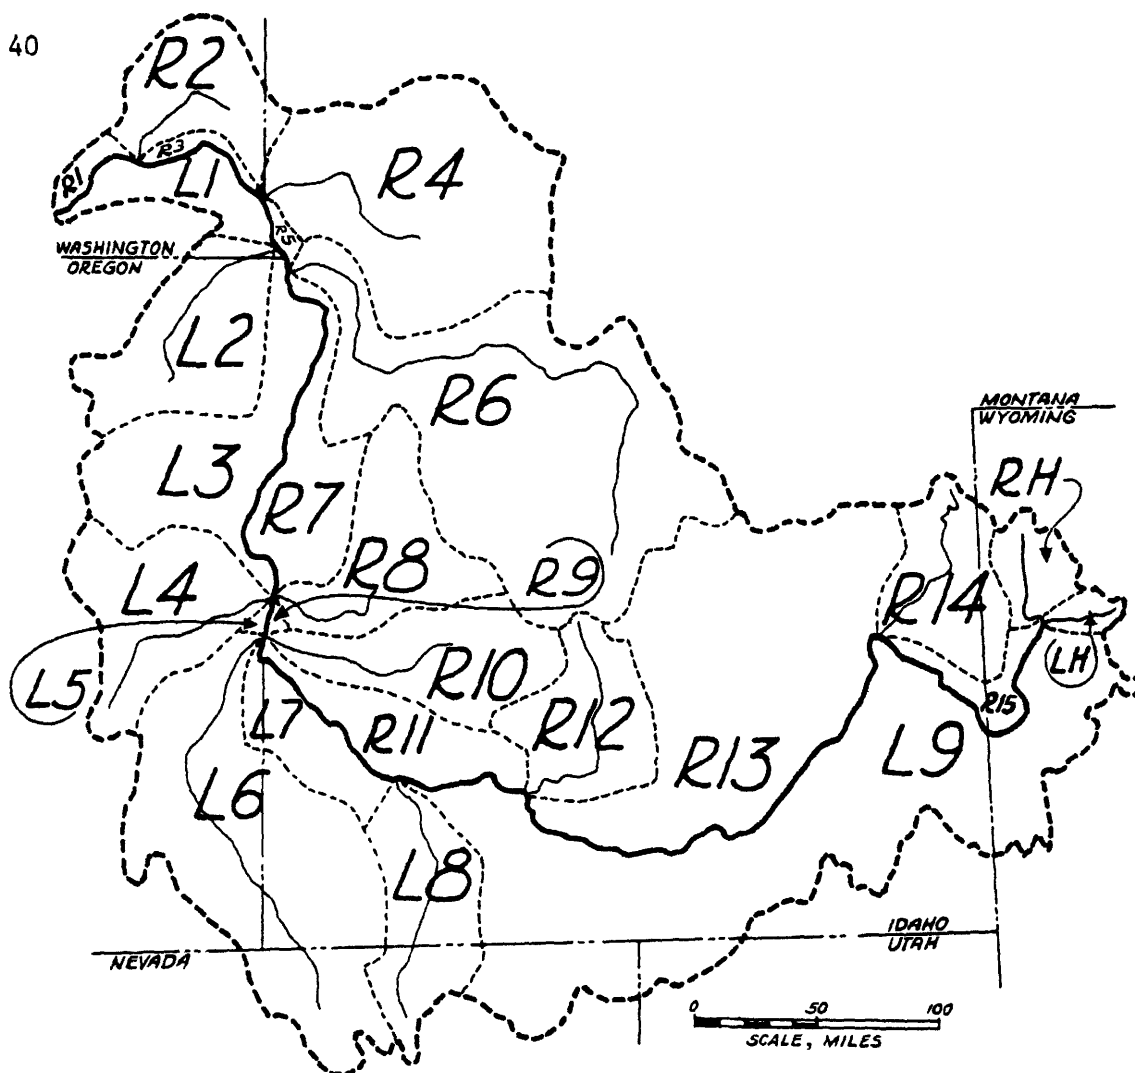 40
R2
R3
R1
L1
R4
R5
WASHINGTON
OREGON
L2
R6
MONTANA
WYOMING
L3
RH
R7
R8
R9
L4
R14
L5
R10
LH
L7
R11
R12
R15
R13
L9
L6
L8
IDAHO
UTAH
NEVADA
0 50 100
SCALE, MILES